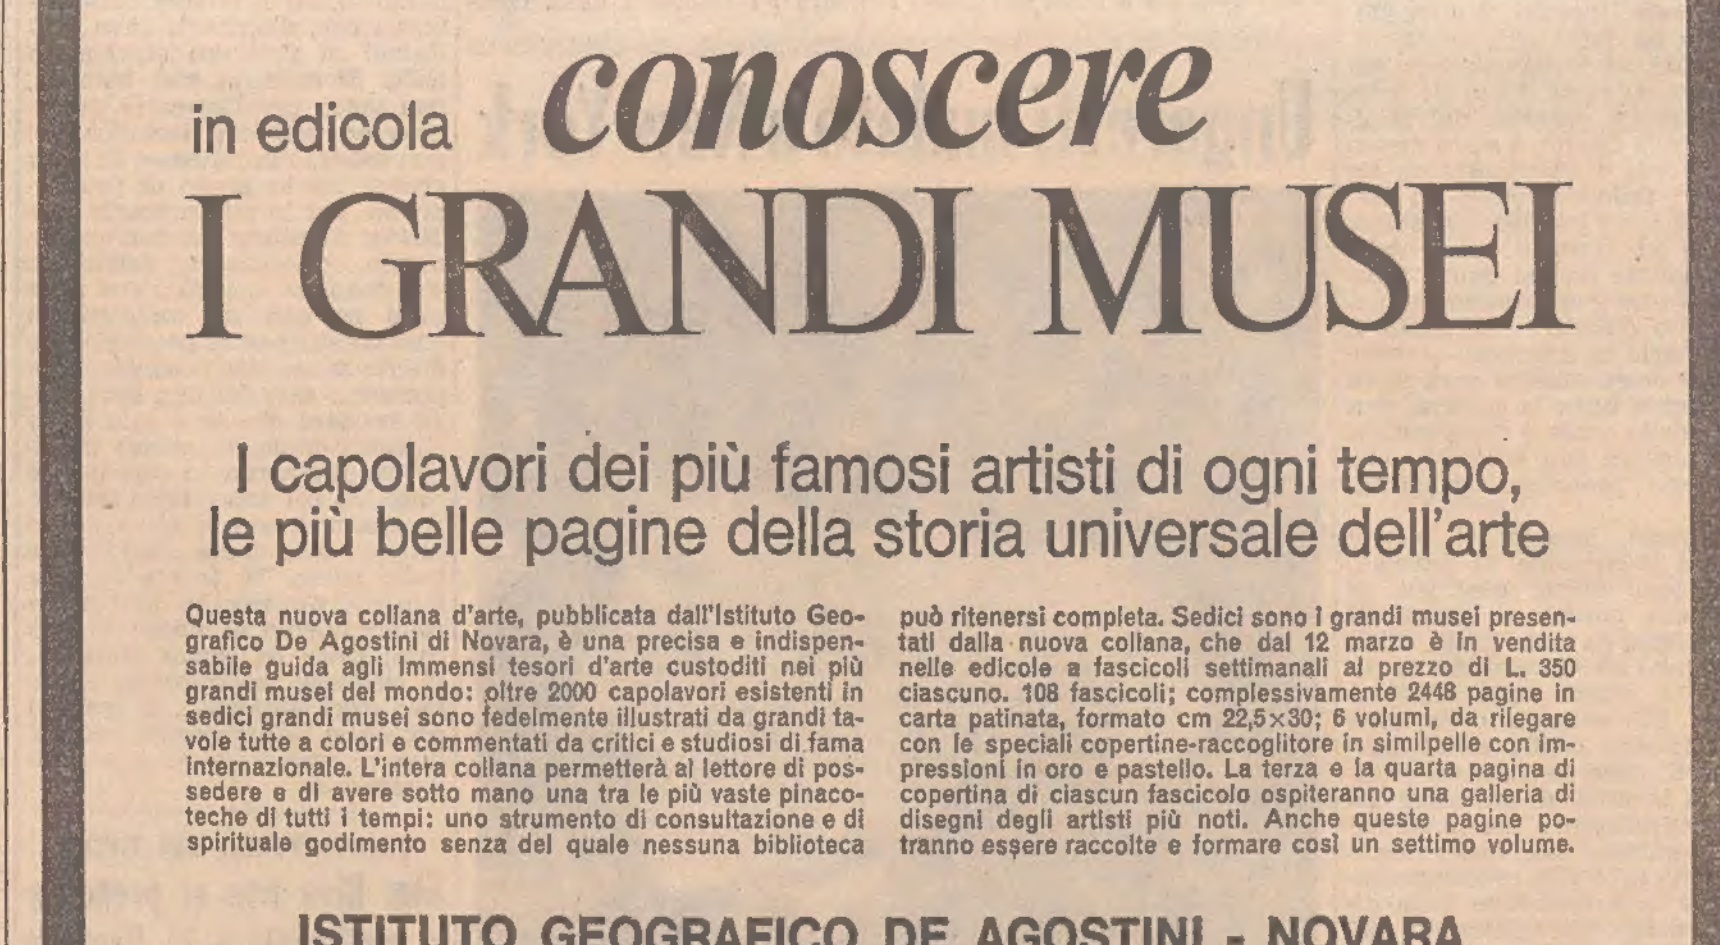 in edicola conoscere
I GRANDI MUSEI
I capolavori dei più famosi artisti di ogni tempo,
le più belle pagine della storia universale dell'arte
Questa nuova collana d'arte, pubblicata dall'Istituto Geo-
grafico De Agostini di Novara, è una precisa e indispen-
sabile guida agli immensi tesori d'arte custoditi nei più
grandi musei del mondo: oltre 2000 capolavori esistenti in
sedici grandi musei sono fedelmente illustrati da grandi ta-
vole tutte a colori e commentati da critici e studiosi di fama
internazionale. L'intera collana permetterà al lettore di pos-
sedere e di avere sotto mano una tra le più vaste pinaco-
teche di tutti i tempi: uno strumento di consultazione e di
spirituale godimento senza del quale nessuna biblioteca
può ritenersi completa. Sedici sono i grandi musei presen-
tati dalla nuova collana, che dal 12 marzo è in vendita
nelle edicole a fascicoli settimanali al prezzo di L. 350
ciascuno. 108 fascicoli; complessivamente 2448 pagine in
carta patinata, formato cm 22,5×30; 6 volumi, da rilegare
con le speciali copertine-raccoglitore in similpelle con im-
pressioni in oro e pastello. La terza e la quarta pagina di
copertina di ciascun fascicolo ospiteranno una galleria di
disegni degli artisti più noti. Anche queste pagine po-
tranno essere raccolte e formare così un settimo volume.
ISTITUTO GEOGRAFICO DE AGOSTINI - NOVARA